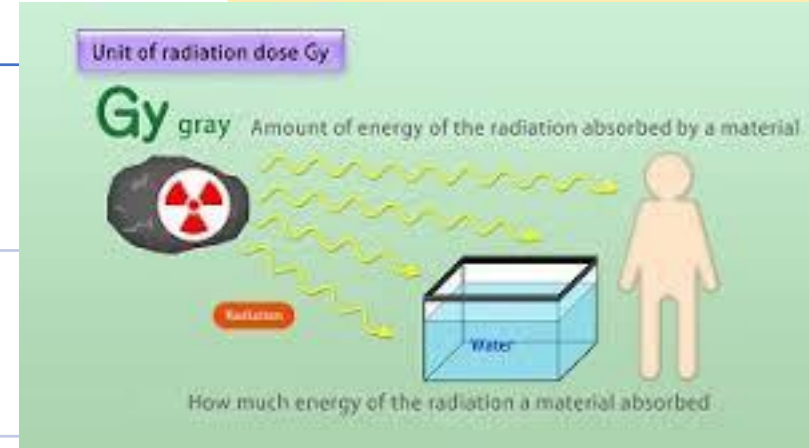 Unit of radiation dose Gy
Gy gray Amount of energy of the radiation absorbed by a material
Radiation
Water
How much energy of the radiation a material absorbed